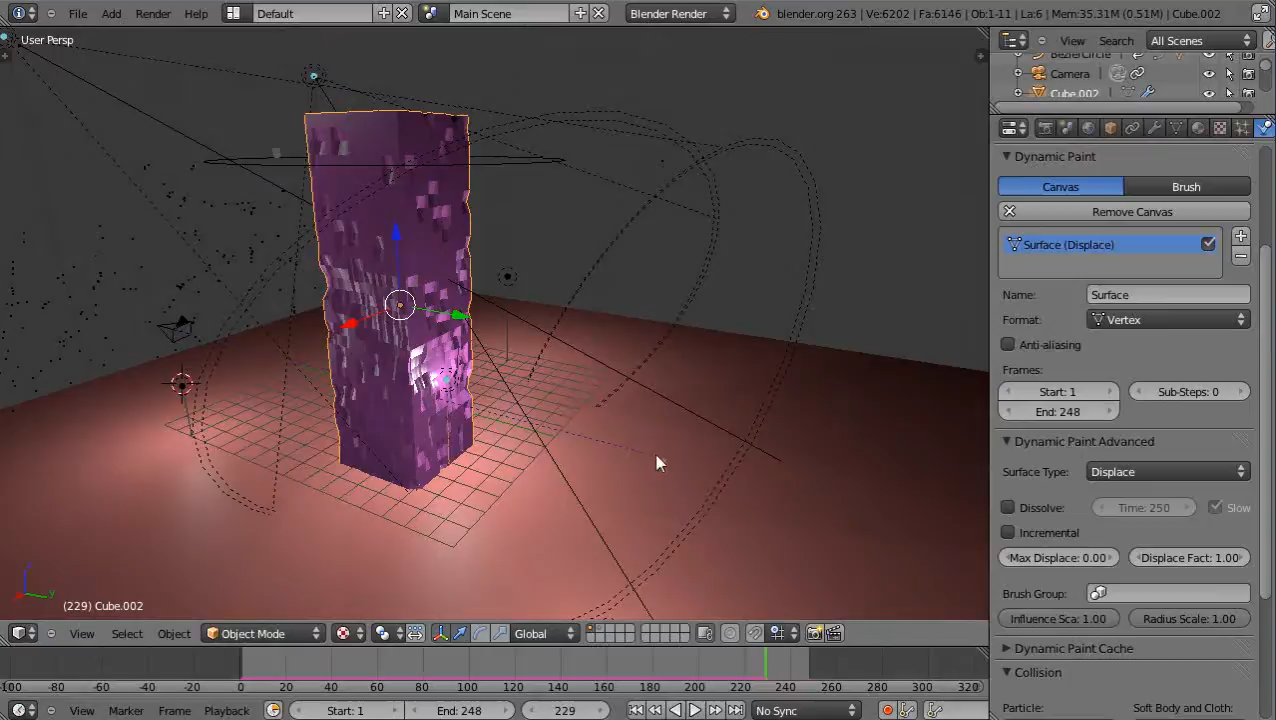 File Add Render Help Default Main Scene Blender Render blender.org 263 | Ve:6202 | Fa:6146 | Ob:1-11 | La:6 | Mem:35.31M (0.51M) | Cube.002
User Persp
View Search All Scenes
BezierCircle
Camera
Cube.002
Dynamic Paint
Canvas Brush
Remove Canvas
Surface (Displace)
Name: Surface
Format: Vertex
Anti-aliasing
Frames:
Start: 1 Sub-Steps: 0
End: 248
Dynamic Paint Advanced
Surface Type: Displace
Dissolve: Time: 250 Slow
Incremental
Max Displace: 0.00 Displace Fact: 1.00
Brush Group:
Influence Sca: 1.00 Radius Scale: 1.00
Dynamic Paint Cache
Collision
Particle: Soft Body and Cloth:
z
y
(229) Cube.002
View Select Object Object Mode Global
-100 -80 -60 -40 -20 0 20 40 60 80 100 120 140 160 180 200 220 240 260 280 300 320
View Marker Frame Playback Start: 1 End: 248 229 No Sync